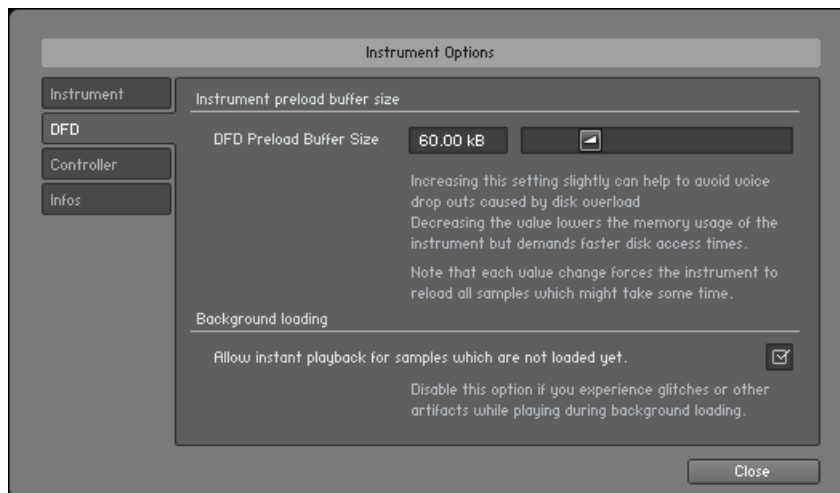 Instrument Options
Instrument
DFD
Controller
Infos
Instrument preload buffer size
DFD Preload Buffer Size
60.00 kB
Increasing this setting slightly can help to avoid voice
drop outs caused by disk overload
Decreasing the value lowers the memory usage of the
instrument but demands faster disk access times.
Note that each value change forces the instrument to
reload all samples which might take some time.
Background loading
Allow instant playback for samples which are not loaded yet.
Disable this option if you experience glitches or other
artifacts while playing during background loading.
Close